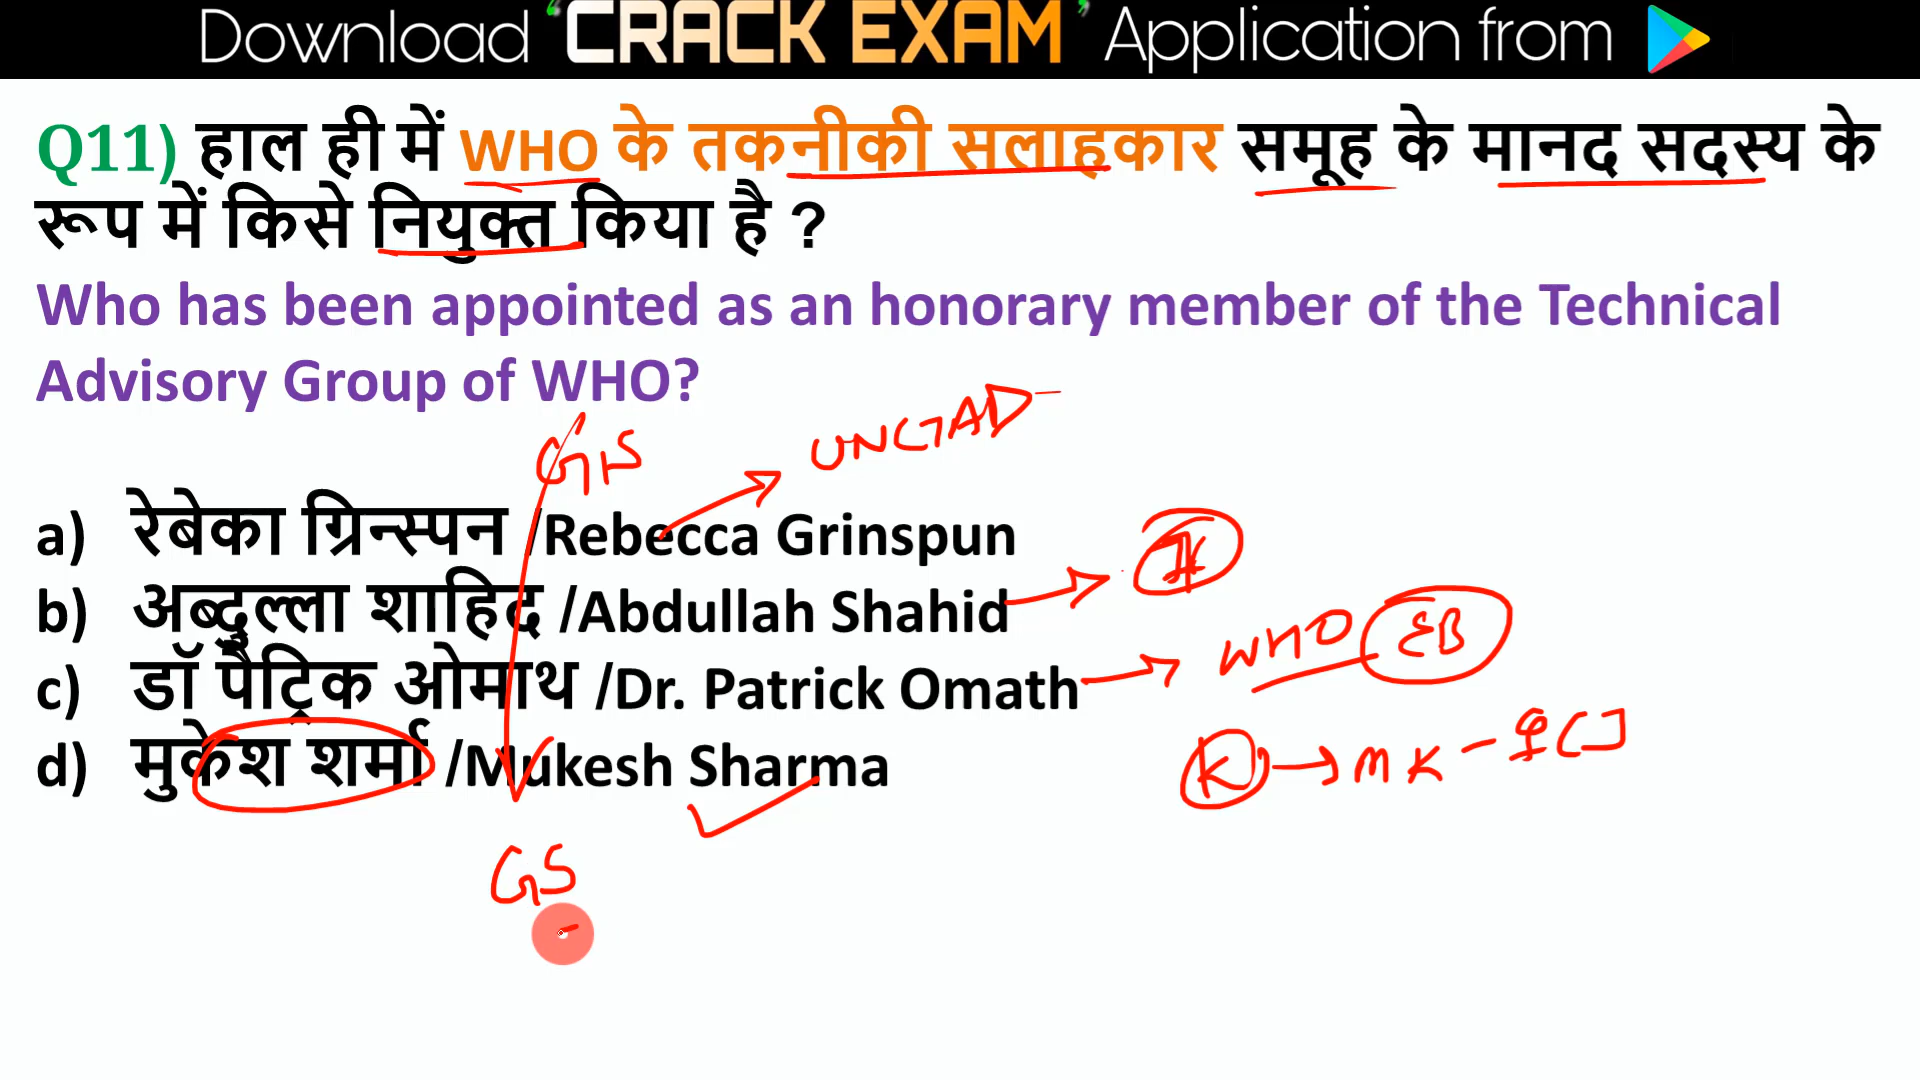 Download ‘CRACK EXAM’ Application from
Q11) हाल ही में WHO के तकनीकी सलाहकार समूह के मानद सदस्य के
रूप में किसे नियुक्त किया है ?
Who has been appointed as an honorary member of the Technical
Advisory Group of WHO?
GS
UNCTAD
a) रेबेका ग्रिन्स्पन /Rebecca Grinspun
b) अब्दुल्ला शाहिद /Abdullah Shahid
WHO EB
c) डॉ पैट्रिक ओमाथ /Dr. Patrick Omath
K → MK -
d) मुकेश शर्मा /Mukesh Sharma
GS